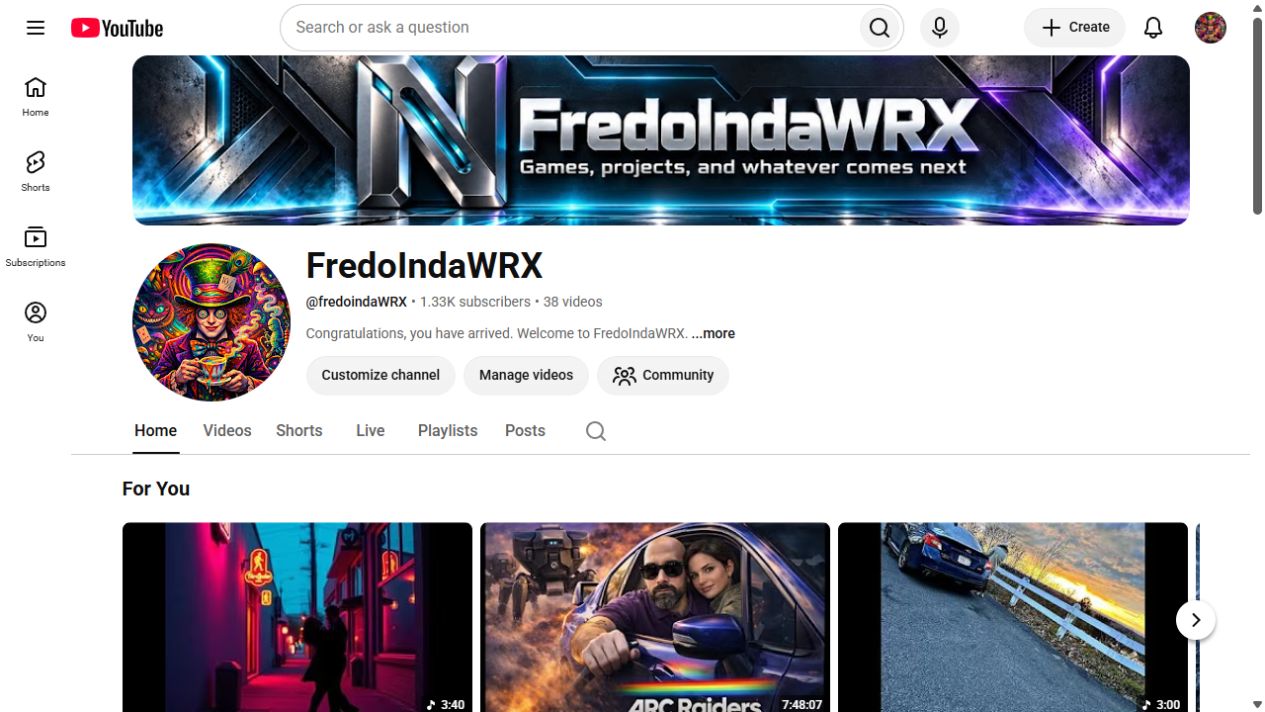 YouTube
Search or ask a question
Create
Home
Shorts
Subscriptions
You
N FredoIndaWRX
Games, projects, and whatever comes next
FredoIndaWRX
@fredoindaWRX • 1.33K subscribers • 38 videos
Congratulations, you have arrived. Welcome to FredoIndaWRX. ...more
Customize channel Manage videos Community
Home Videos Shorts Live Playlists Posts
For You
3:40
ARC Raiders
7:48:07
3:00